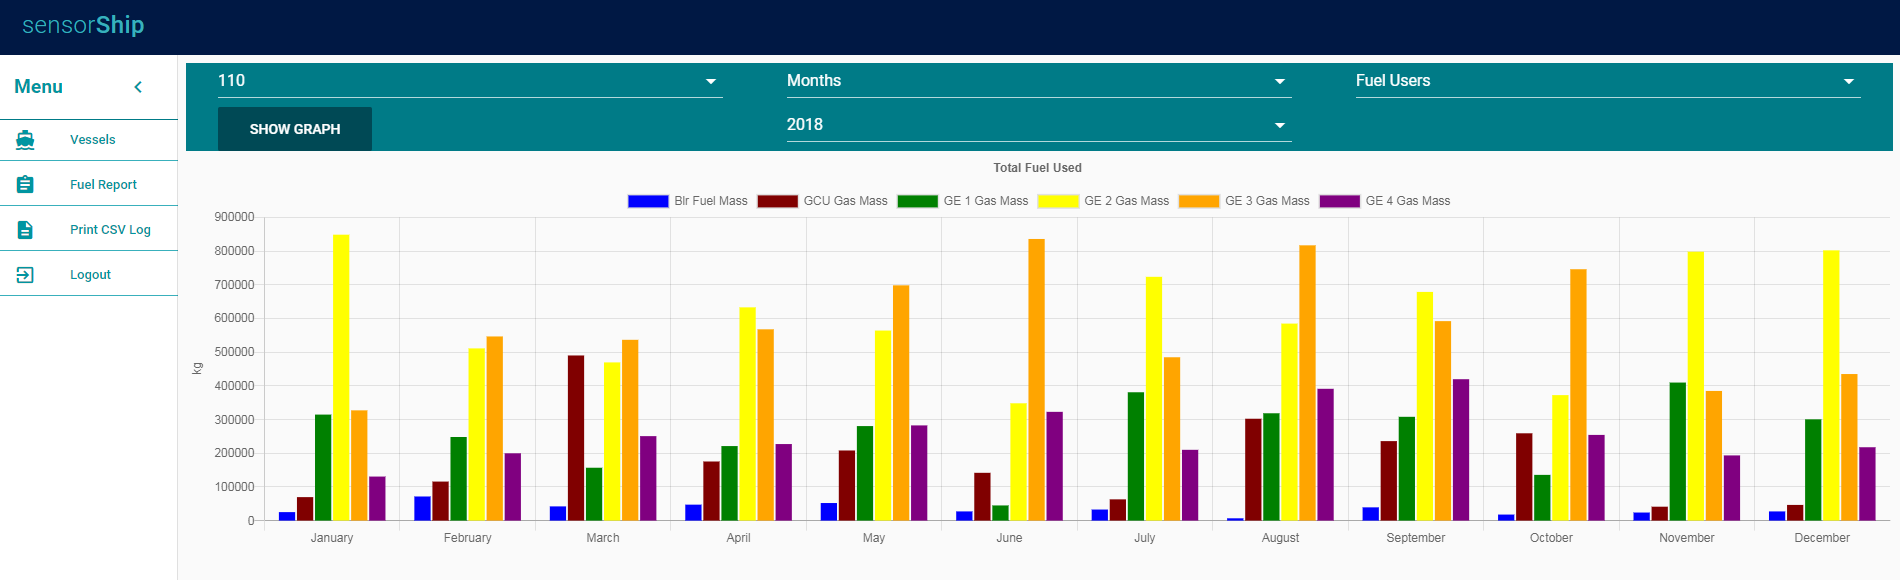 sensorShip
Menu
Vessels
Fuel Report
Print CSV Log
Logout
110
Months
Fuel Users
SHOW GRAPH
2018
Total Fuel Used
Blr Fuel Mass
GCU Gas Mass
GE 1 Gas Mass
GE 2 Gas Mass
GE 3 Gas Mass
GE 4 Gas Mass
kg
900000
800000
700000
600000
500000
400000
300000
200000
100000
0
January
February
March
April
May
June
July
August
September
October
November
December